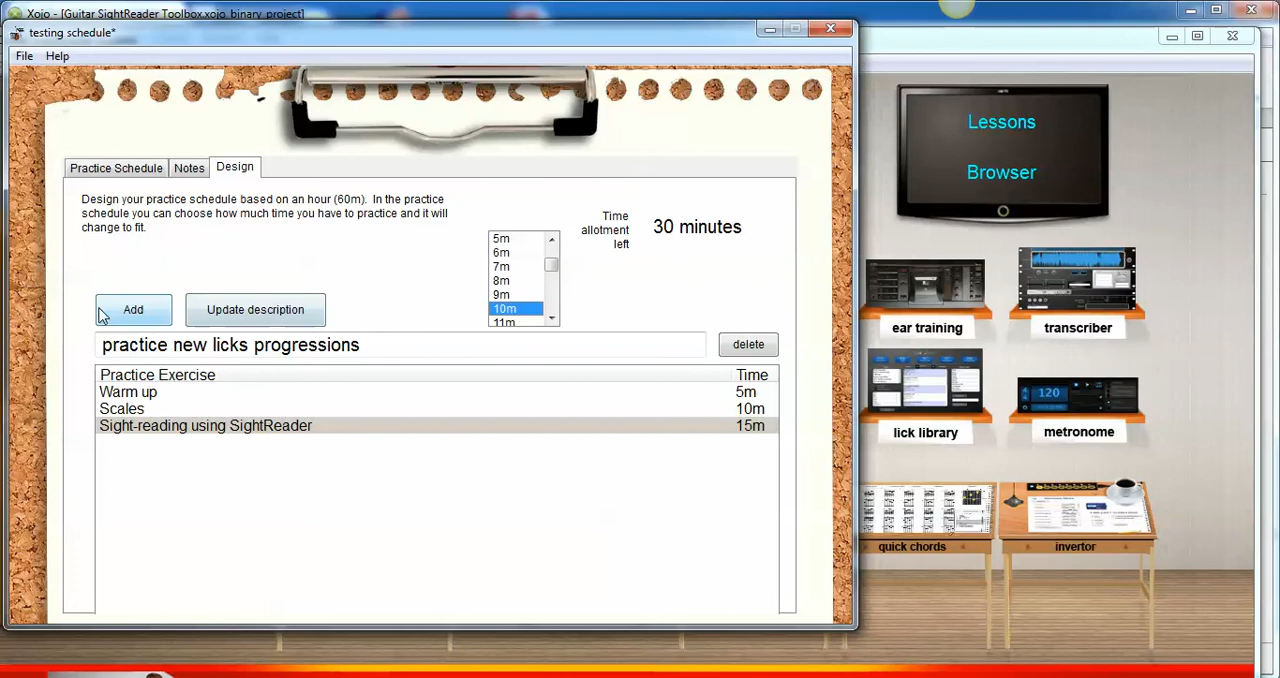 Xojo - [Guitar SightReader Toolbox.xojo_binary_project]
testing schedule*
File Help
Practice Schedule Notes Design
Design your practice schedule based on an hour (60m). In the practice
schedule you can choose how much time you have to practice and it will
change to fit.
Time
allotment
left
30 minutes
5m
6m
7m
8m
9m
10m
11m
Add Update description
practice new licks progressions delete
Practice Exercise Time
Warm up 5m
Scales 10m
Sight-reading using SightReader 15m
Lessons
Browser
ear training transcriber
120
lick library metronome
quick chords invertor